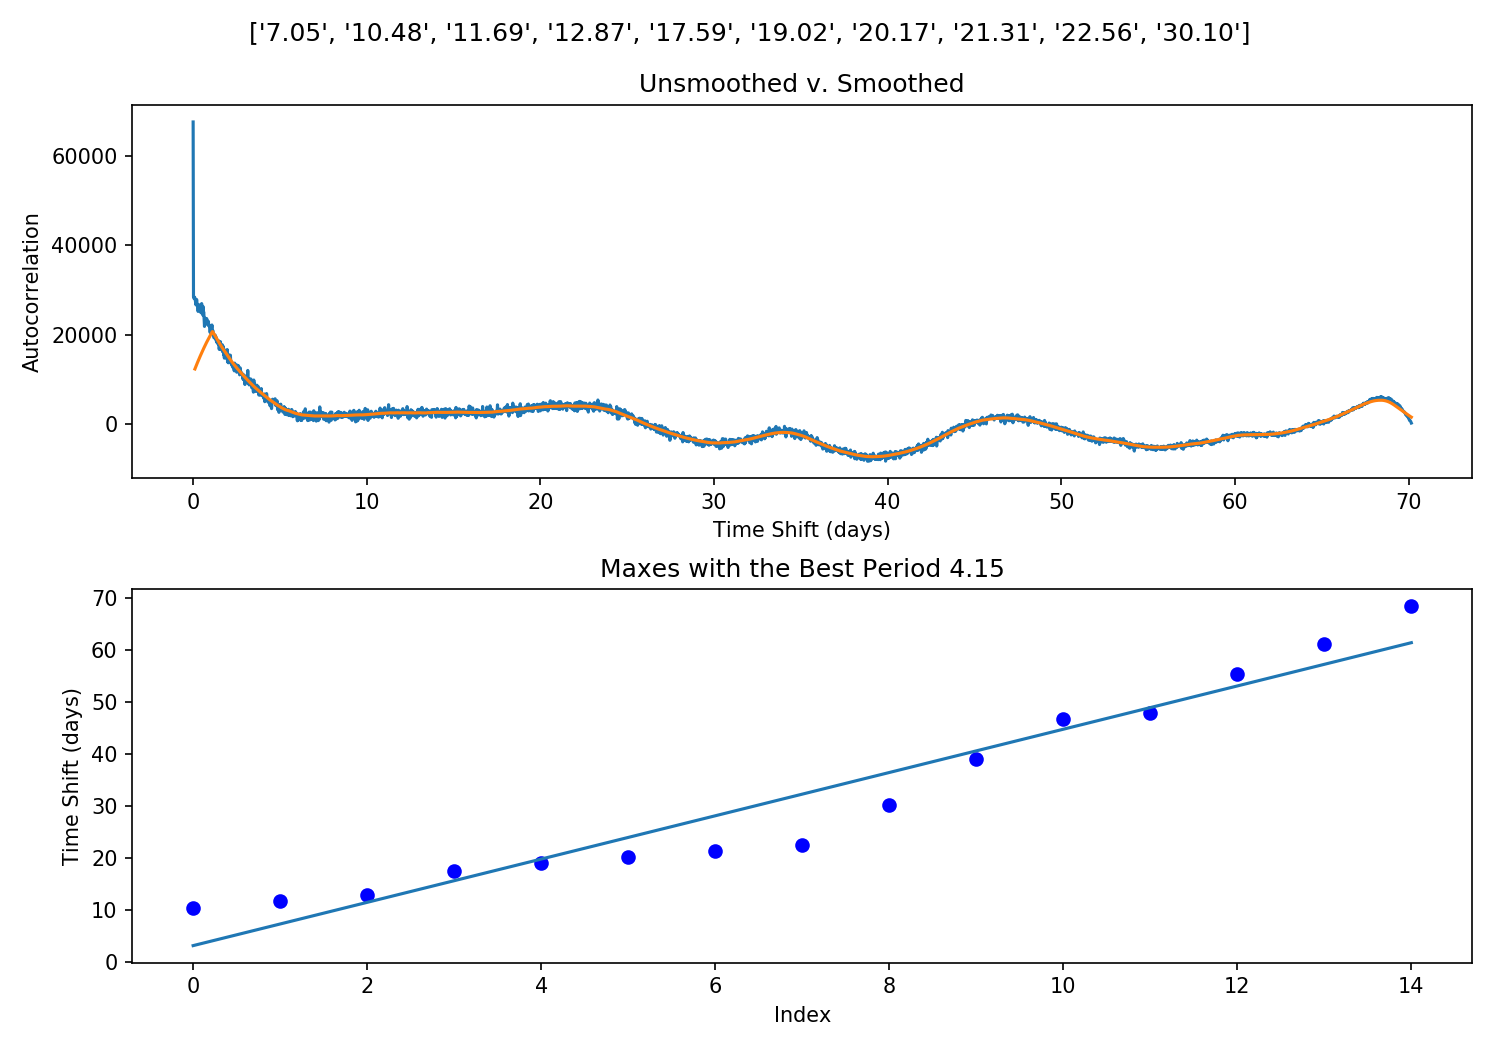 ['7.05', '10.48', '11.69', '12.87', '17.59', '19.02', '20.17', '21.31', '22.56', '30.10']
Unsmoothed v. Smoothed
Autocorrelation
60000
40000
20000
0
0 10 20 30 40 50 60 70
Time Shift (days)
Maxes with the Best Period 4.15
Time Shift (days)
70
60
50
40
30
20
10
0
0 2 4 6 8 10 12 14
Index